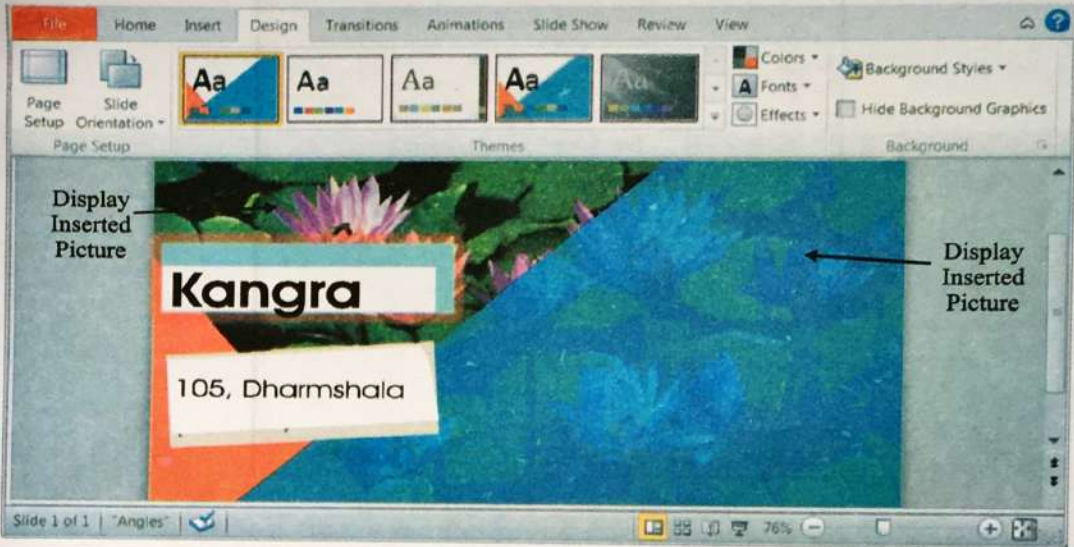 File Home Insert Design Transitions Animations Slide Show Review View
Aa Aa Aa Aa Aa
Colors
Fonts
Effects
Background Styles
Hide Background Graphics
Page Setup
Slide Orientation
Page Setup Themes Background
Display
Inserted
Picture
Kangra
105, Dharmshala
Display
Inserted
Picture
Slide 1 of 1 "Angles" 76%